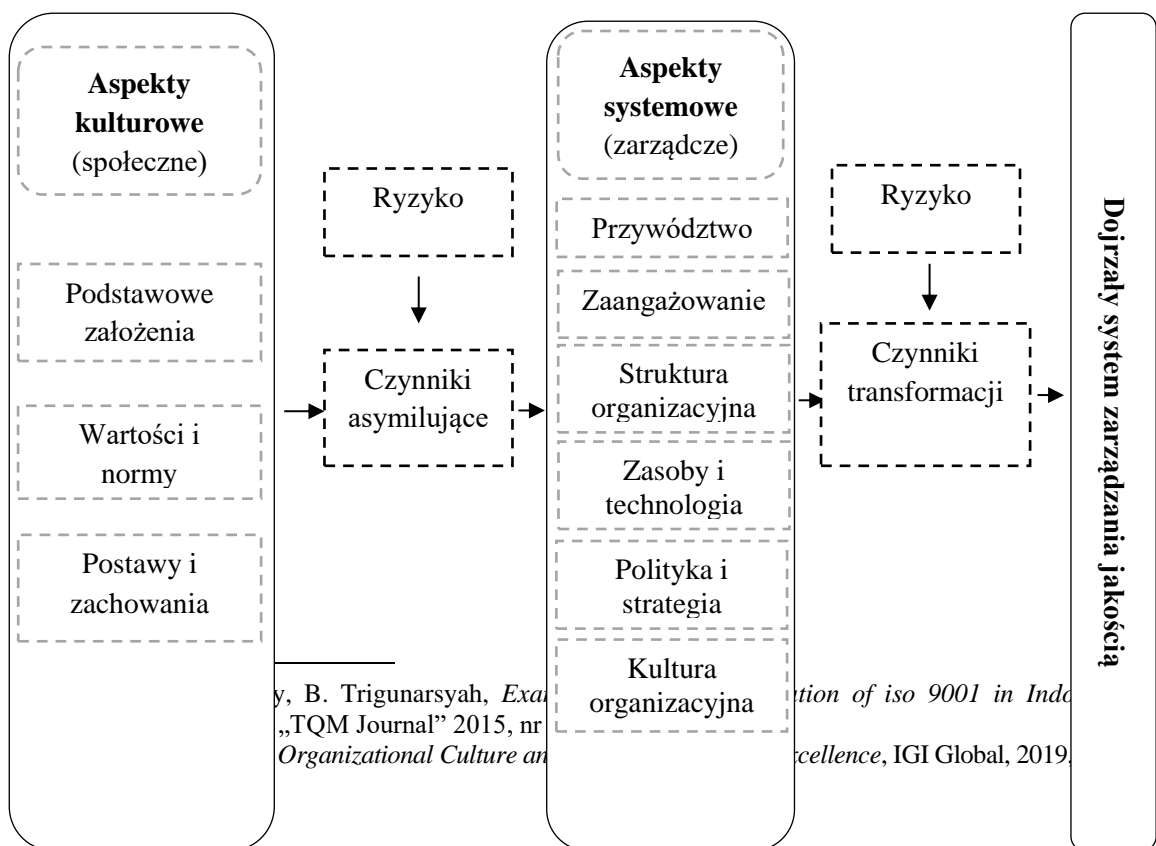 Aspekty
kulturowe
(społeczne)
Podstawowe
założenia
Wartości i
normy
Postawy i
zachowania
Ryzyko
Czynniki
asymilujące
Aspekty
systemowe
(zarządcze)
Przywództwo
Zaangażowanie
Struktura
organizacyjna
Zasoby i
technologia
Polityka i
strategia
Kultura
organizacyjna
Ryzyko
Czynniki
transformacji
Dojrzały system zarządzania jakością
y, B. Trigunarsyah, Exa ation of iso 9001 in Indo
„TQM Journal” 2015, nr
Organizational Culture an xcellence, IGI Global, 2019,